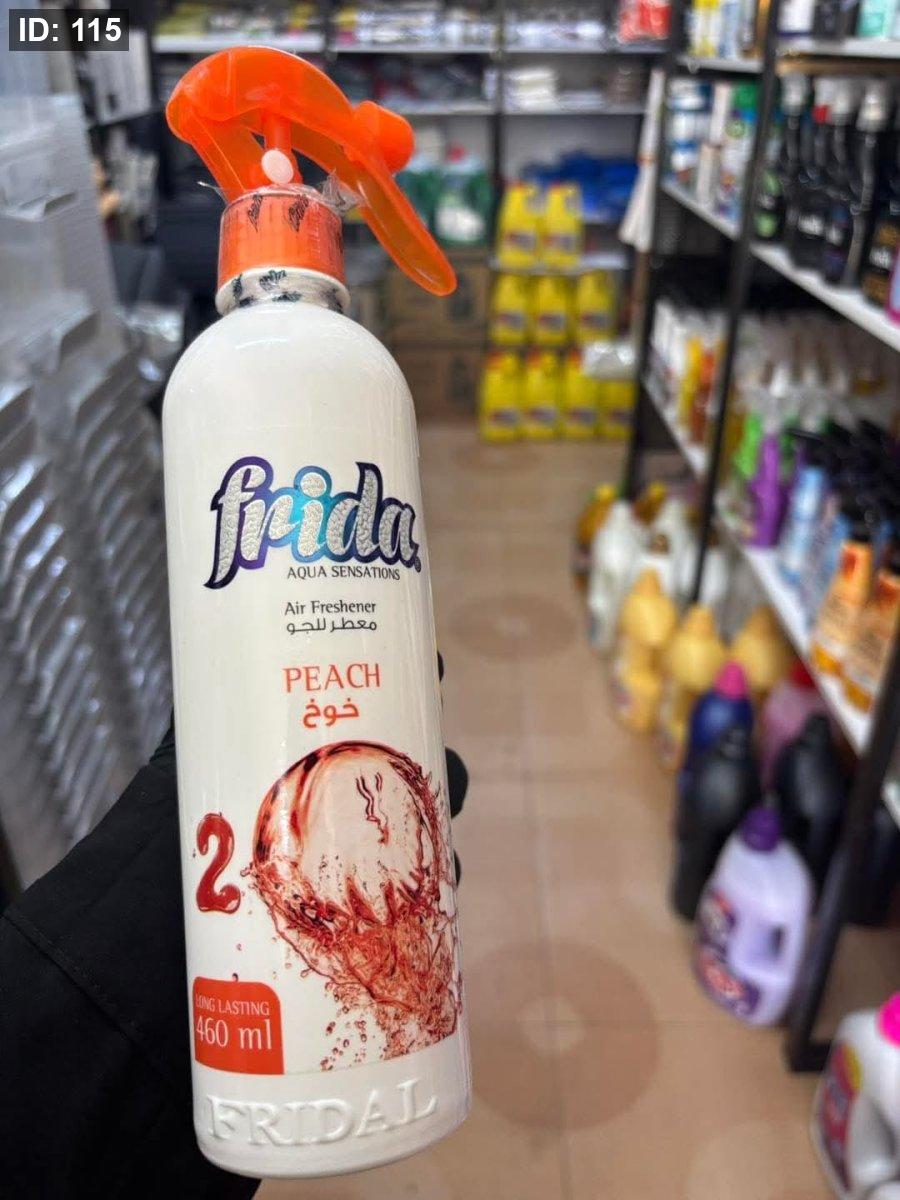 ID: 115
frida
AQUA SENSATIONS
Air Freshener
معطر للجو
PEACH
خوخ
2
LONG LASTING
460 ml
FRIDAL